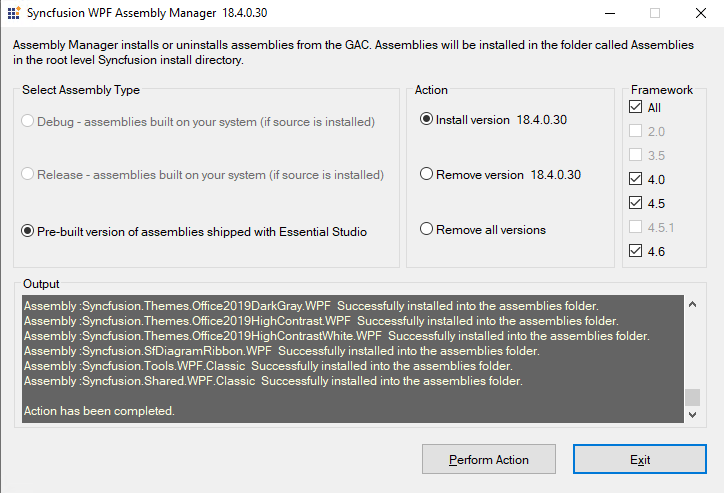 Syncfusion WPF Assembly Manager 18.4.0.30
Assembly Manager installs or uninstalls assemblies from the GAC. Assemblies will be installed in the folder called Assemblies
in the root level Syncfusion install directory.
Select Assembly Type
Debug - assemblies built on your system (if source is installed)
Release - assemblies built on your system (if source is installed)
Pre-built version of assemblies shipped with Essential Studio
Action
Install version 18.4.0.30
Remove version 18.4.0.30
Remove all versions
Framework
All
2.0
3.5
4.0
4.5
4.5.1
4.6
Output
Assembly :Syncfusion.Themes.Office2019DarkGray.WPF Successfully installed into the assemblies folder.
Assembly :Syncfusion.Themes.Office2019HighContrast.WPF Successfully installed into the assemblies folder.
Assembly :Syncfusion.Themes.Office2019HighContrastWhite.WPF Successfully installed into the assemblies folder.
Assembly :Syncfusion.SfDiagramRibbon.WPF Successfully installed into the assemblies folder.
Assembly :Syncfusion.Tools.WPF.Classic Successfully installed into the assemblies folder.
Assembly :Syncfusion.Shared.WPF.Classic Successfully installed into the assemblies folder.
Action has been completed.
Perform Action
Exit